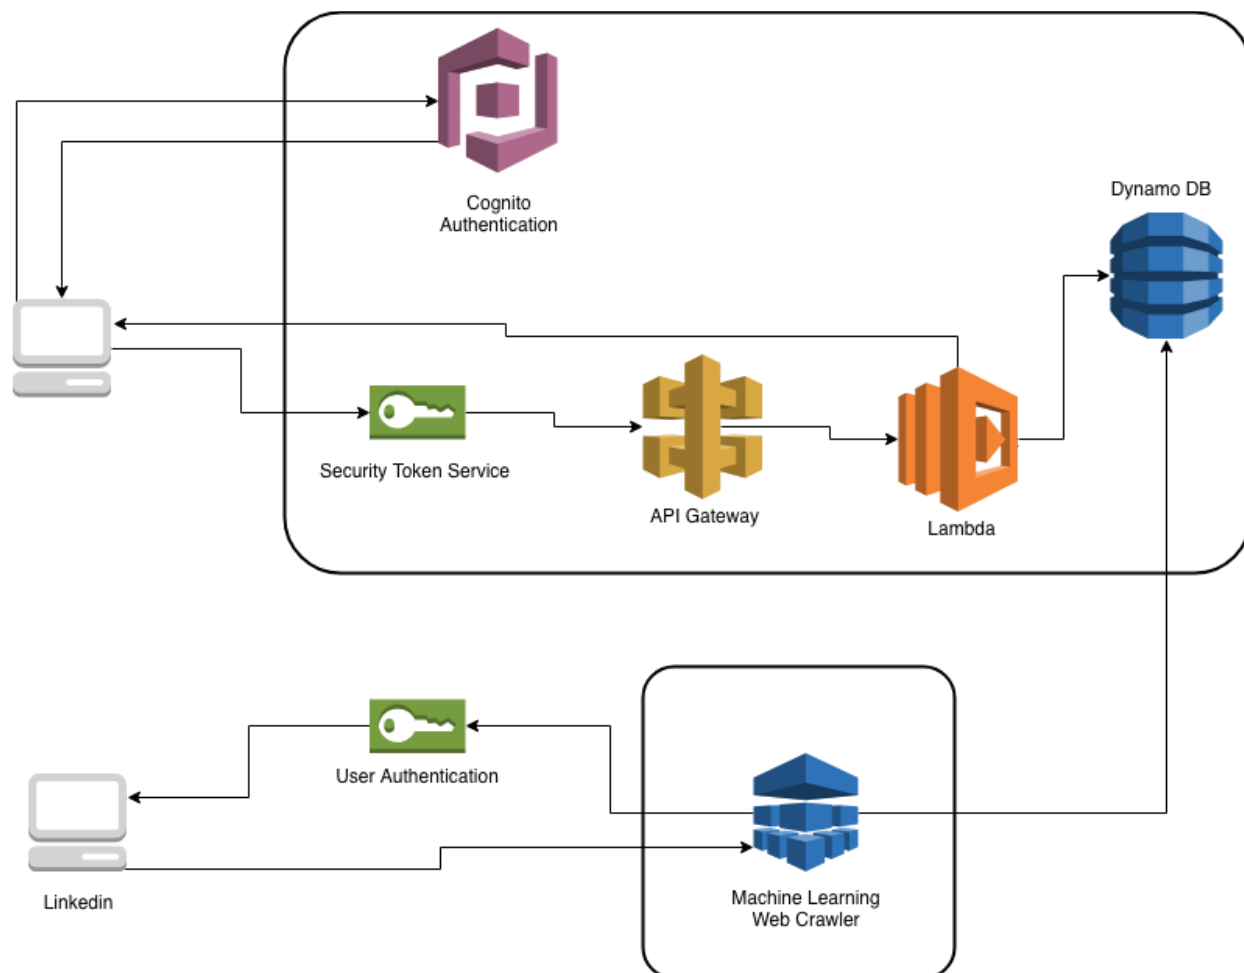 Cognito
Authentication
Dynamo DB
Security Token Service
API Gateway
Lambda
User Authentication
Linkedin
Machine Learning
Web Crawler